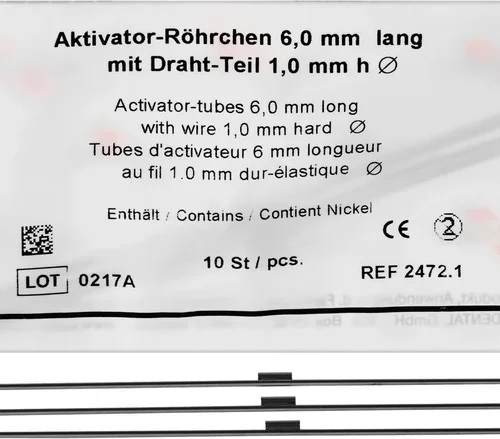 Aktivator-Röhrchen 6,0 mm lang
mit Draht-Teil 1,0 mm h ∅
Activator-tubes 6,0 mm long
with wire 1,0 mm hard ∅
Tubes d'activateur 6 mm longueur
au fil 1.0 mm dur-élastique ∅
Enthält / Contains / Contient Nickel
CE 2
10 St / pcs.
REF 2472.1
LOT 0217A